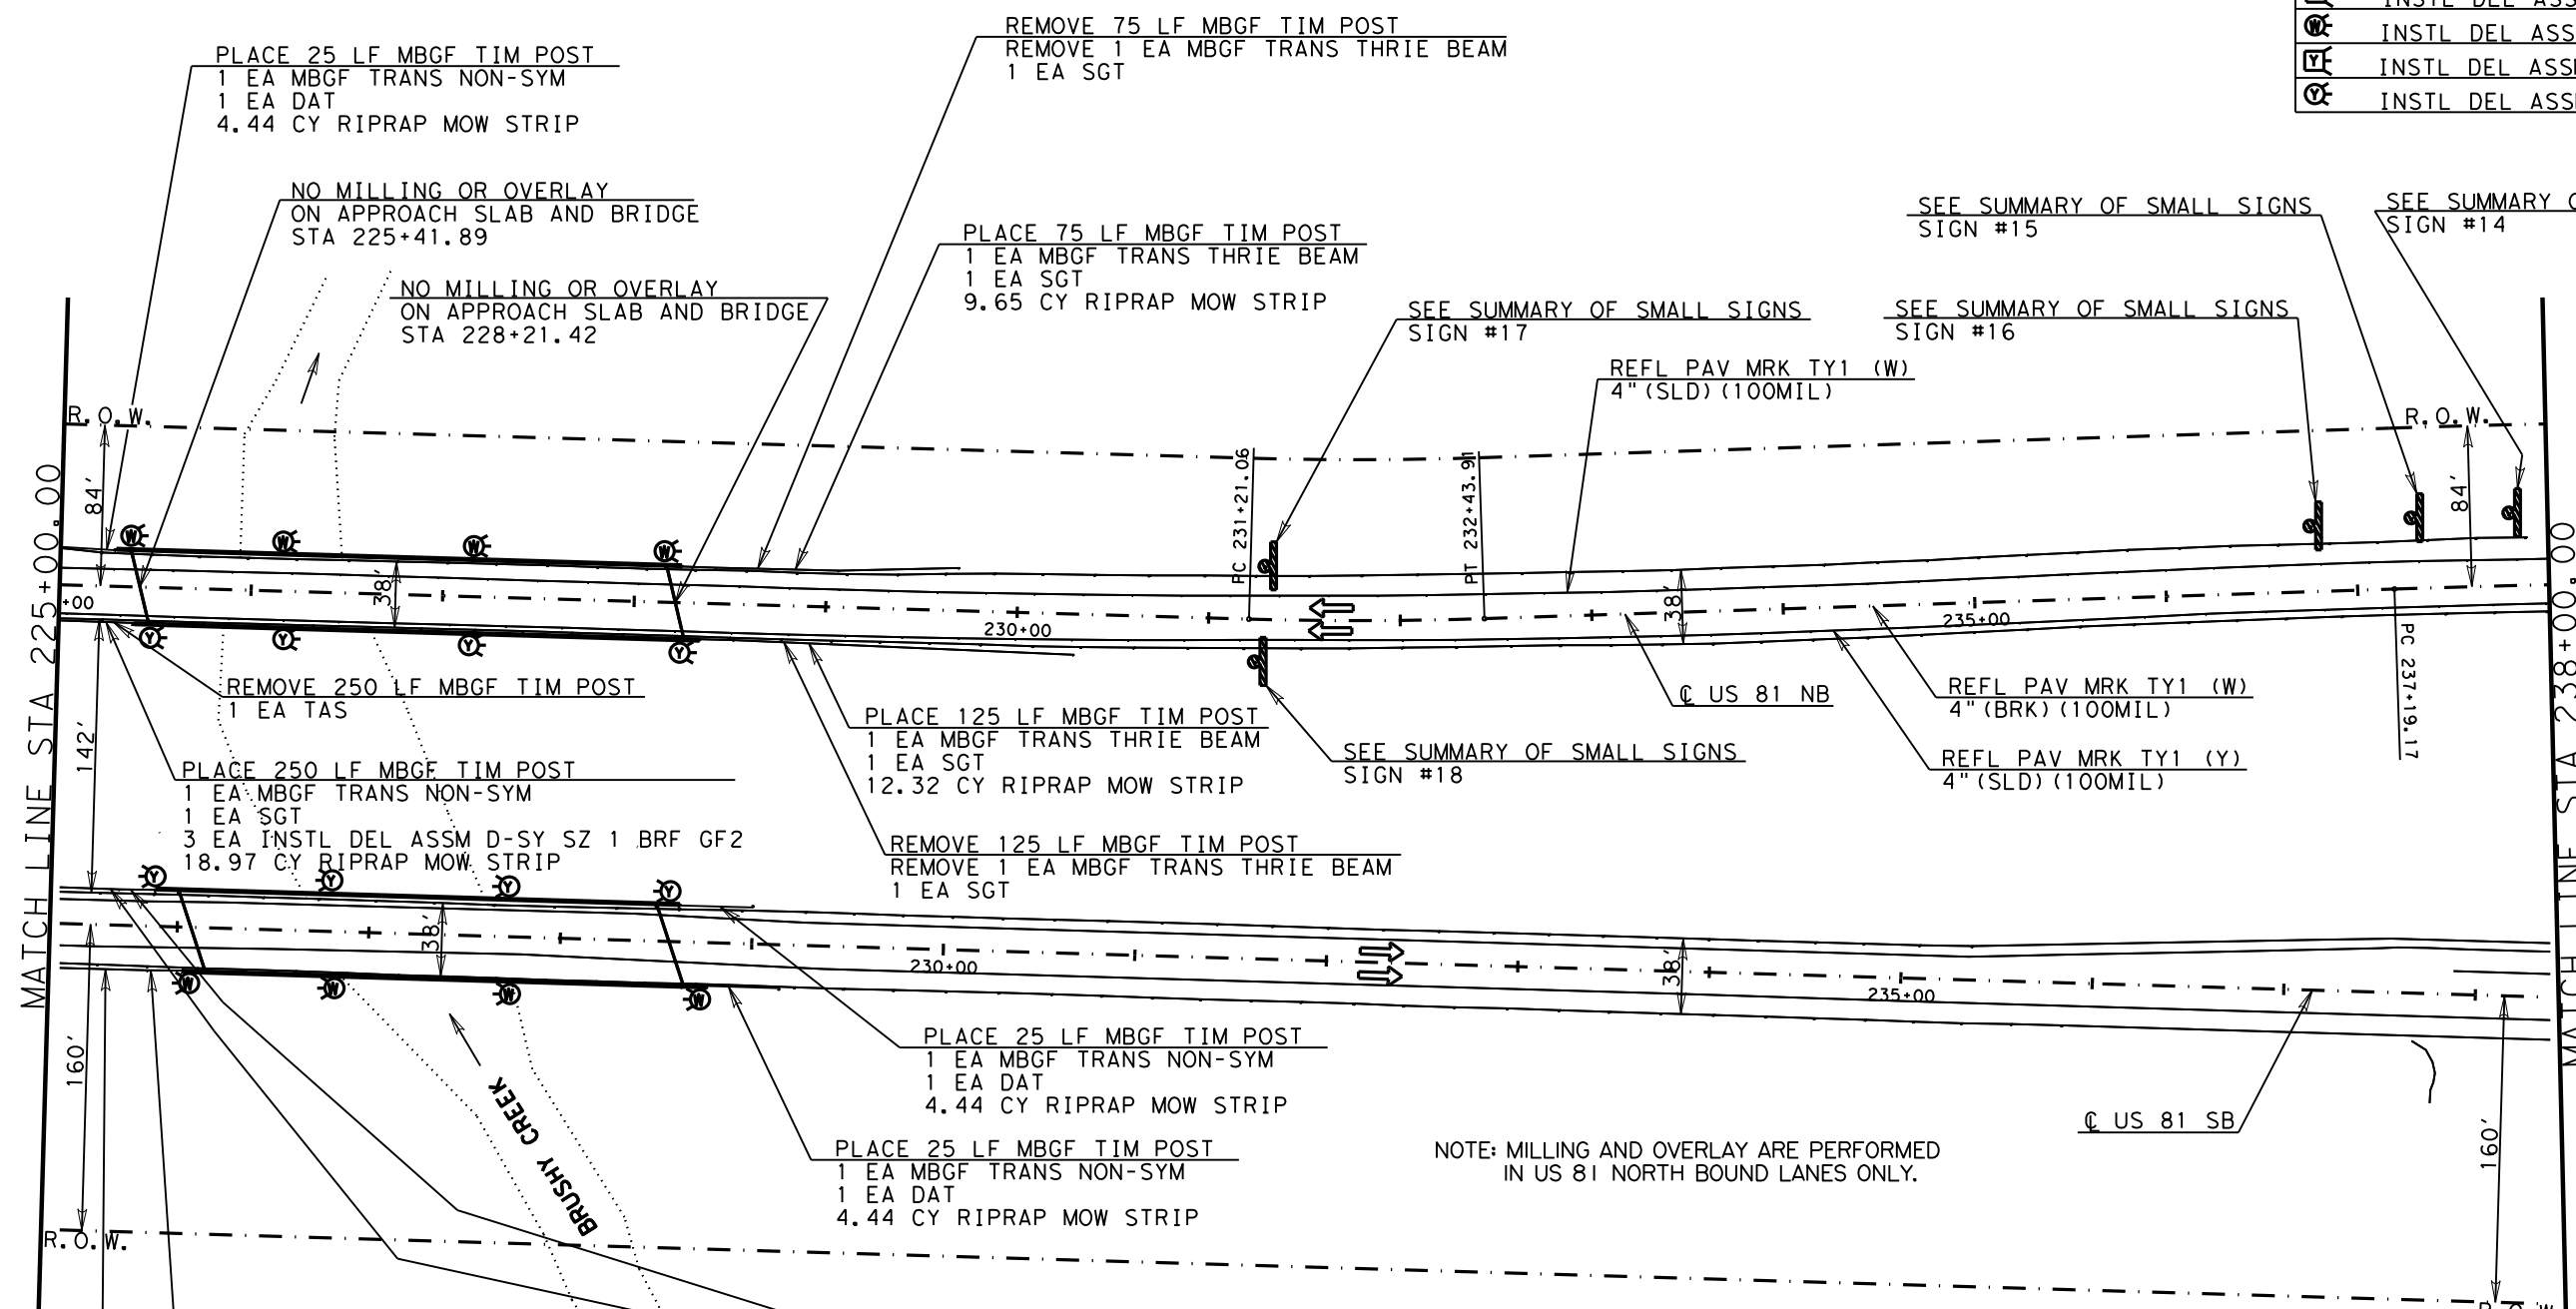 PLACE 25 LF MBGF TIM POST
1 EA MBGF TRANS NON-SYM
1 EA DAT
4.44 CY RIPRAP MOW STRIP
REMOVE 75 LF MBGF TIM POST
REMOVE 1 EA MBGF TRANS THRIE BEAM
1 EA SGT
W INSTL DEL
Y INSTL DEL
Y INSTL DEL
NO MILLING OR OVERLAY
ON APPROACH SLAB AND BRIDGE
STA 225+41.89
NO MILLING OR OVERLAY
ON APPROACH SLAB AND BRIDGE
STA 228+21.42
PLACE 75 LF MBGF TIM POST
1 EA MBGF TRANS THRIE BEAM
1 EA SGT
9.65 CY RIPRAP MOW STRIP
SEE SUMMARY OF SMALL SIGNS
SIGN #17
SEE SUMMARY OF SMALL SIGNS
SIGN #15
SEE SUMMARY
SIGN #14
SEE SUMMARY OF SMALL SIGNS
SIGN #16
REFL PAV MRK TY1 (W)
4"(SLD)(100MIL)
R.O.W.
R.O.W.
84'
84'
W
W
W
W
38'
38'
PC 231+21.06
PT 232+43.91
+00
230+00
235+00
Y
Y
Y
Y
MATCH LINE STA 225+00.00
MATCH LINE STA 238+00.00
PC 237+19.17
REMOVE 250 LF MBGF TIM POST
1 EA TAS
142'
PLACE 250 LF MBGF TIM POST
1 EA MBGF TRANS NON-SYM
1 EA SGT
3 EA INSTL DEL ASSM D-SY SZ 1 BRF GF2
18.97 CY RIPRAP MOW STRIP
PLACE 125 LF MBGF TIM POST
1 EA MBGF TRANS THRIE BEAM
1 EA SGT
12.32 CY RIPRAP MOW STRIP
REMOVE 125 LF MBGF TIM POST
REMOVE 1 EA MBGF TRANS THRIE BEAM
1 EA SGT
SEE SUMMARY OF SMALL SIGNS
SIGN #18
℄ US 81 NB
REFL PAV MRK TY1 (W)
4"(BRK)(100MIL)
REFL PAV MRK TY1 (Y)
4"(SLD)(100MIL)
Y
Y
Y
Y
38'
38'
230+00
235+00
W
W
W
W
160'
160'
BRUSHY CREEK
PLACE 25 LF MBGF TIM POST
1 EA MBGF TRANS NON-SYM
1 EA DAT
4.44 CY RIPRAP MOW STRIP
PLACE 25 LF MBGF TIM POST
1 EA MBGF TRANS NON-SYM
1 EA DAT
4.44 CY RIPRAP MOW STRIP
NOTE: MILLING AND OVERLAY ARE PERFORMED
IN US 81 NORTH BOUND LANES ONLY.
℄ US 81 SB
R.O.W.